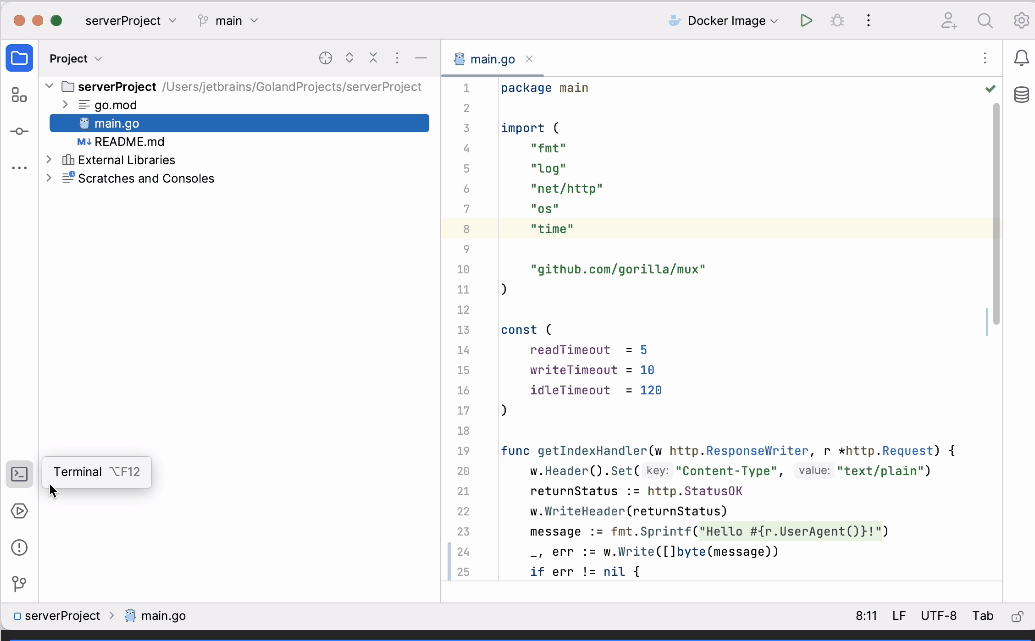 serverProject main Docker Image
Project
serverProject /Users/jetbrains/GolandProjects/serverProject
go.mod
main.go
M↓ README.md
External Libraries
Scratches and Consoles
Terminal ⌥F12
main.go
1 package main
2
3 import (
4 "fmt"
5 "log"
6 "net/http"
7 "os"
8 "time"
9
10 "github.com/gorilla/mux"
11 )
12
13 const (
14 readTimeout = 5
15 writeTimeout = 10
16 idleTimeout = 120
17 )
18
19 func getIndexHandler(w http.ResponseWriter, r *http.Request) {
20 w.Header().Set( key: "Content-Type", value: "text/plain")
21 returnStatus := http.StatusOK
22 w.WriteHeader(returnStatus)
23 message := fmt.Sprintf("Hello #{r.UserAgent()}!")
24 _, err := w.Write([]byte(message))
25 if err != nil {
serverProject > main.go 8:11 LF UTF-8 Tab